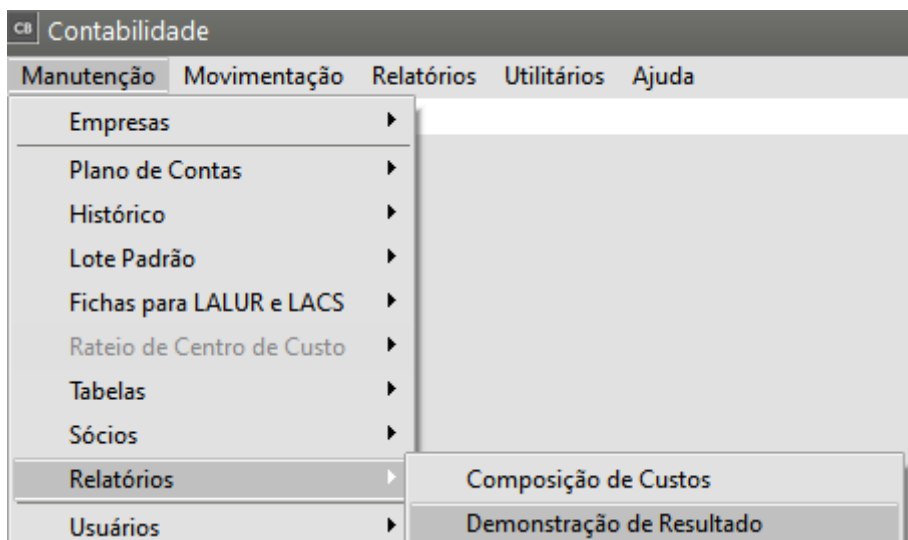 CB Contabilidade
Manutenção Movimentação Relatórios Utilitários Ajuda
Empresas
Plano de Contas
Histórico
Lote Padrão
Fichas para LALUR e LACS
Rateio de Centro de Custo
Tabelas
Sócios
Relatórios
Composição de Custos
Usuários
Demonstração de Resultado